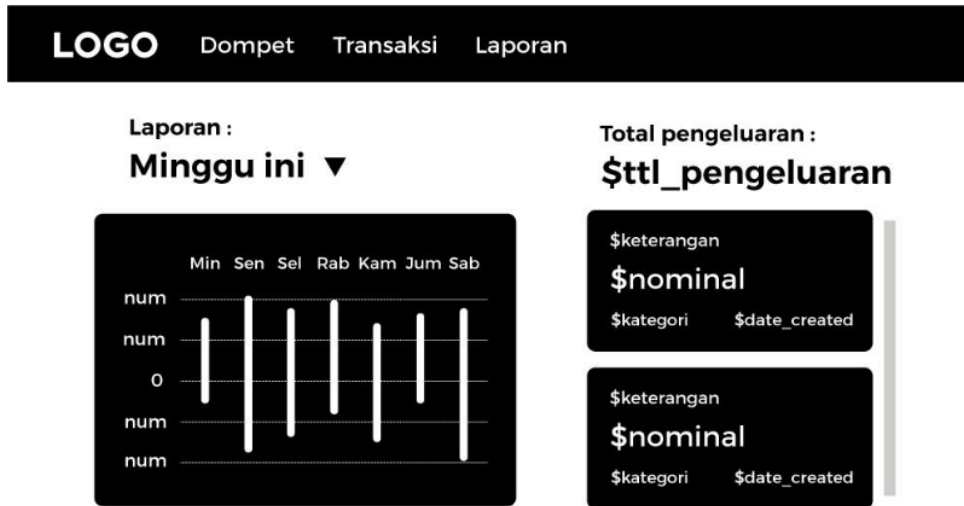 LOGO Dompet Transaksi Laporan
Laporan :
Minggu ini
Min Sen Sel Rab Kam Jum Sab
num
num
0
num
num
Total pengeluaran :
$ttl_pengeluaran
$keterangan
$nominal
$kategori $date_created
$keterangan
$nominal
$kategori $date_created